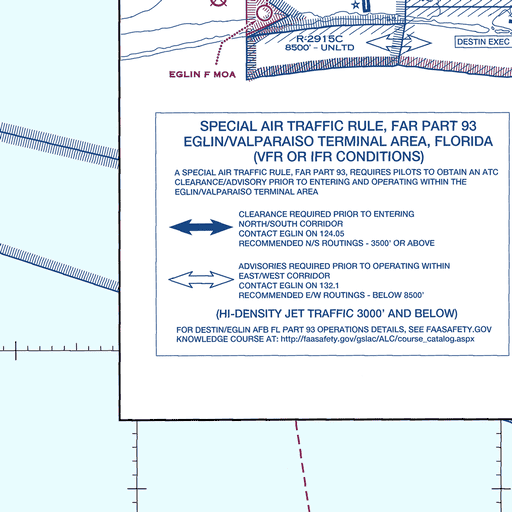 R-2915C
8500' - UNLTD
DESTIN EXEC
EGLIN F MOA
SPECIAL AIR TRAFFIC RULE, FAR PART 93
EGLIN/VALPARAISO TERMINAL AREA, FLORIDA
(VFR OR IFR CONDITIONS)
A SPECIAL AIR TRAFFIC RULE, FAR PART 93, REQUIRES PILOTS TO OBTAIN AN ATC
CLEARANCE/ADVISORY PRIOR TO ENTERING AND OPERATING WITHIN THE
EGLIN/VALPARAISO TERMINAL AREA
CLEARANCE REQUIRED PRIOR TO ENTERING
NORTH/SOUTH CORRIDOR
CONTACT EGLIN ON 124.05
RECOMMENDED N/S ROUTINGS - 3500' OR ABOVE
ADVISORIES REQUIRED PRIOR TO OPERATING WITHIN
EAST/WEST CORRIDOR
CONTACT EGLIN ON 132.1
RECOMMENDED E/W ROUTINGS - BELOW 8500'
(HI-DENSITY JET TRAFFIC 3000' AND BELOW)
FOR DESTIN/EGLIN AFB FL PART 93 OPERATIONS DETAILS, SEE FAASAFETY.GOV
KNOWLEDGE COURSE AT: http://faasafety.gov/gslac/ALC/course_catalog.aspx